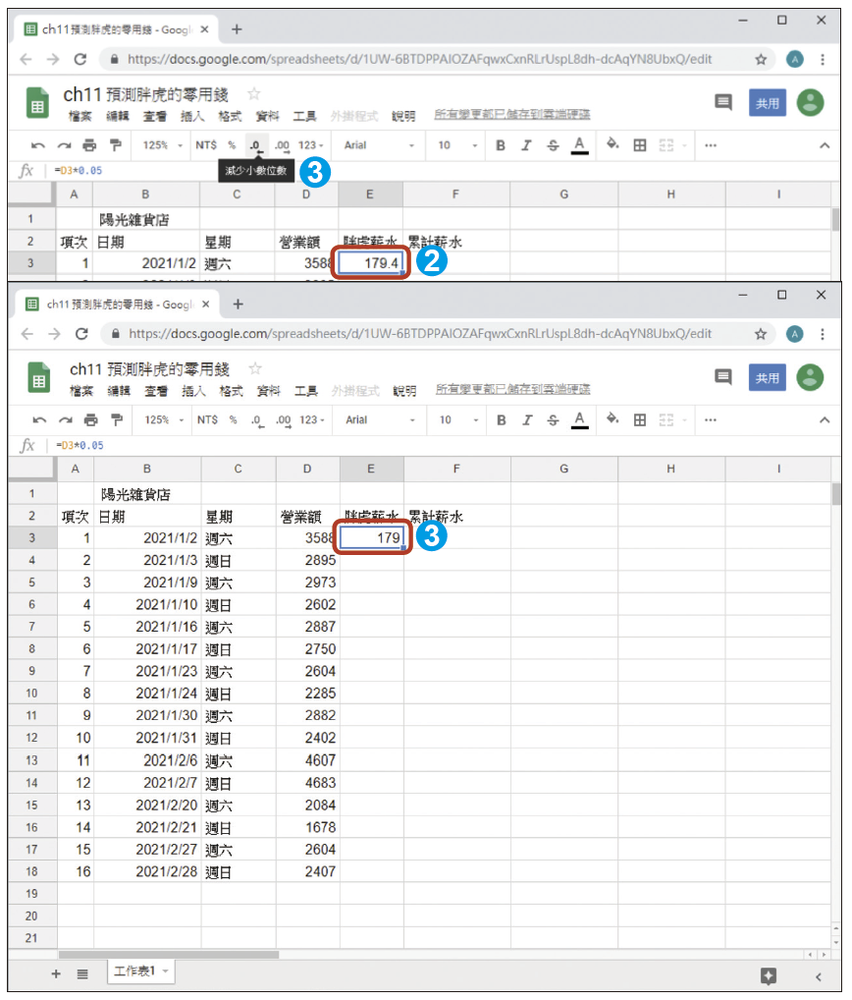 ch11預測胖虎的零用錢 - Googl × +
https://docs.google.com/spreadsheets/d/1UW-6BTDPPAIOZAFqwxCxnRLrUspL8dh-dcAqYN8UbxQ/edit A
ch11 預測胖虎的零用錢
檔案 編輯 查看 插入 格式 資料 工具 外掛程式 說明 所有變更都已儲存到雲端硬碟 共用
125% NT$ % .0 .00 123 Arial 10 B I S A ...
減少小數位數 3
fx =D3*0.05
A B C D E F G H I
1 陽光雜貨店
2 項次 日期 星期 營業額 胖虎薪水 累計薪水
3 1 2021/1/2 週六 3588 179.4 2
ch11預測胖虎的零用錢 - Googl × +
https://docs.google.com/spreadsheets/d/1UW-6BTDPPAIOZAFqwxCxnRLrUspL8dh-dcAqYN8UbxQ/edit A
ch11 預測胖虎的零用錢
檔案 編輯 查看 插入 格式 資料 工具 外掛程式 說明 所有變更都已儲存到雲端硬碟 共用
125% NT$ % .0 .00 123 Arial 10 B I S A ...
fx =D3*0.05
A B C D E F G H I
1 陽光雜貨店
2 項次 日期 星期 營業額 胖虎薪水 累計薪水
3 1 2021/1/2 週六 3588 179 3
4 2 2021/1/3 週日 2895
5 3 2021/1/9 週六 2973
6 4 2021/1/10 週日 2602
7 5 2021/1/16 週六 2887
8 6 2021/1/17 週日 2750
9 7 2021/1/23 週六 2604
10 8 2021/1/24 週日 2285
11 9 2021/1/30 週六 2882
12 10 2021/1/31 週日 2402
13 11 2021/2/6 週六 4607
14 12 2021/2/7 週日 4683
15 13 2021/2/20 週六 2084
16 14 2021/2/21 週日 1678
17 15 2021/2/27 週六 2604
18 16 2021/2/28 週日 2407
19
20
21
+ 工作表1